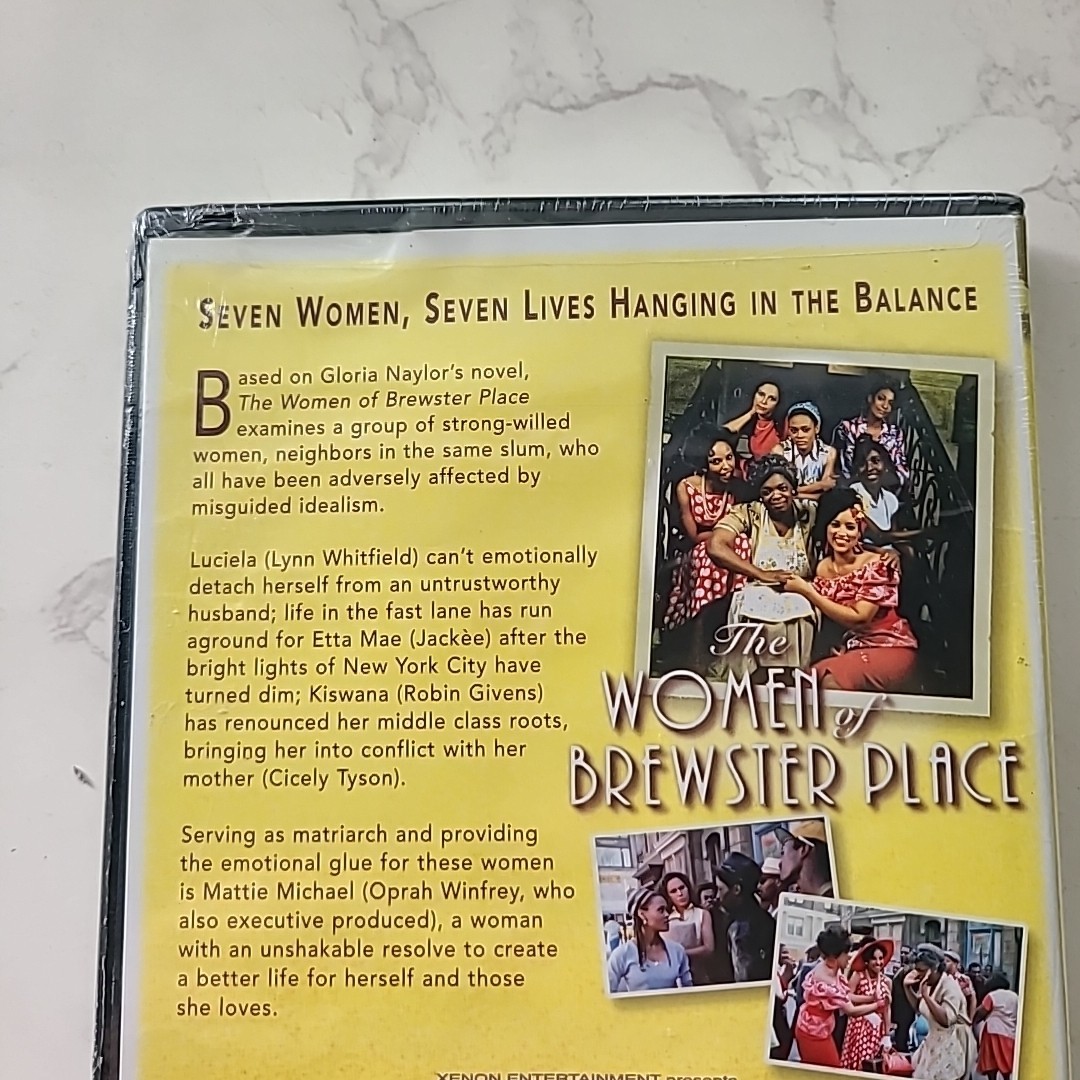 SEVEN WOMEN, SEVEN LIVES HANGING IN THE BALANCE
Based on Gloria Naylor's novel,
The Women of Brewster Place
examines a group of strong-willed
women, neighbors in the same slum, who
all have been adversely affected by
misguided idealism.
Luciela (Lynn Whitfield) can't emotionally
detach herself from an untrustworthy
husband; life in the fast lane has run
aground for Etta Mae (Jackèe) after the
bright lights of New York City have
turned dim; Kiswana (Robin Givens)
has renounced her middle class roots,
bringing her into conflict with her
mother (Cicely Tyson).
Serving as matriarch and providing
the emotional glue for these women
is Mattie Michael (Oprah Winfrey, who
also executive produced), a woman
with an unshakable resolve to create
a better life for herself and those
she loves.
The
WOMEN of
BREWSTER PLACE
XENON ENTERTAINMENT presents